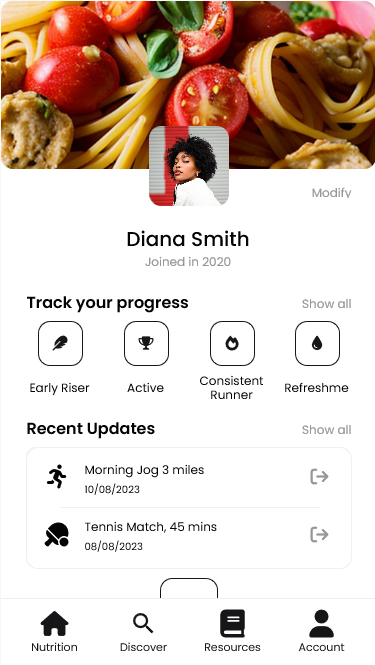 Modify
Diana Smith
Joined in 2020
Track your progress
Show all
Early Riser
Active
Consistent
Runner
Refreshme
Recent Updates
Show all
Morning Jog 3 miles
10/08/2023
Tennis Match, 45 mins
08/08/2023
Nutrition
Discover
Resources
Account